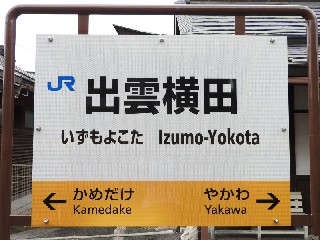 JR 出雲横田
いずもよこた Izumo-Yokota
← かめだけ やかわ →
Kamedake Yakawa